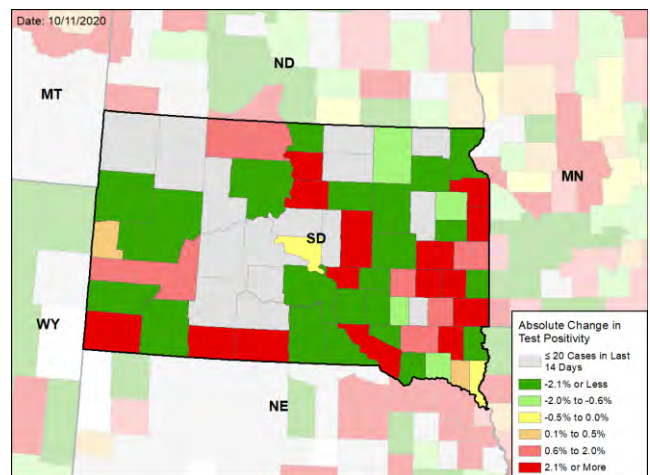 Date: 10/11/2020
ND
MT
MN
SD
WY
NE
Absolute Change in
Test Positivity
≤ 20 Cases in Last
14 Days
-2.1% or Less
-2.0% to -0.6%
-0.5% to 0.0%
0.1% to 0.5%
0.6% to 2.0%
2.1% or More